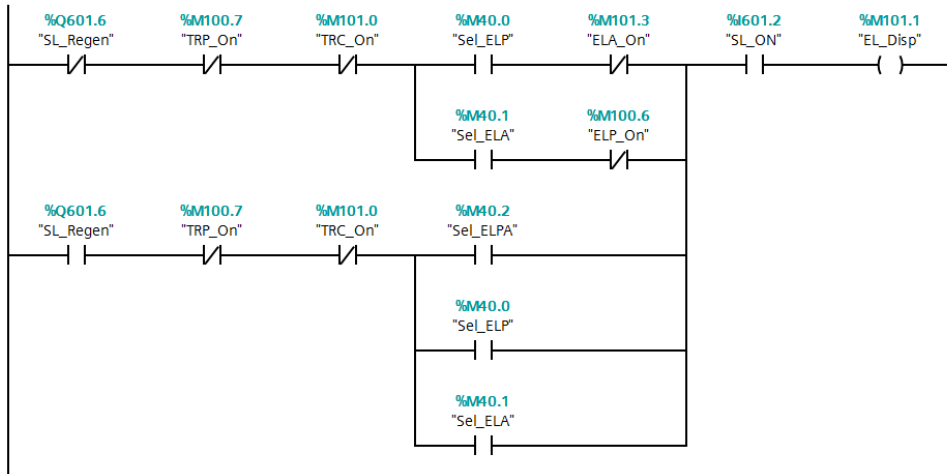 %Q601.6 %M100.7 %M101.0 %M40.0 %M101.3 %I601.2 %M101.1
"SL_Regen" "TRP_On" "TRC_On" "Sel_ELP" "ELA_On" "SL_ON" "EL_Disp"
%M40.1 %M100.6
"Sel_ELA" "ELP_On"
%Q601.6 %M100.7 %M101.0 %M40.2
"SL_Regen" "TRP_On" "TRC_On" "Sel_ELPA"
%M40.0
"Sel_ELP"
%M40.1
"Sel_ELA"